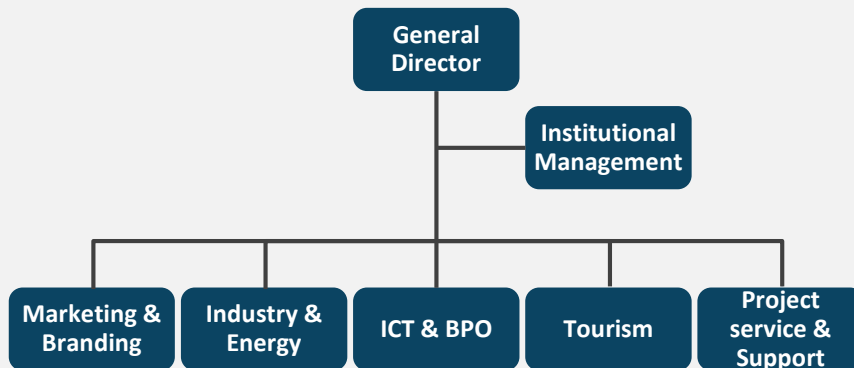 General
Director
Institutional
Management
Marketing &
Branding
Industry &
Energy
ICT & BPO
Tourism
Project
service &
Support